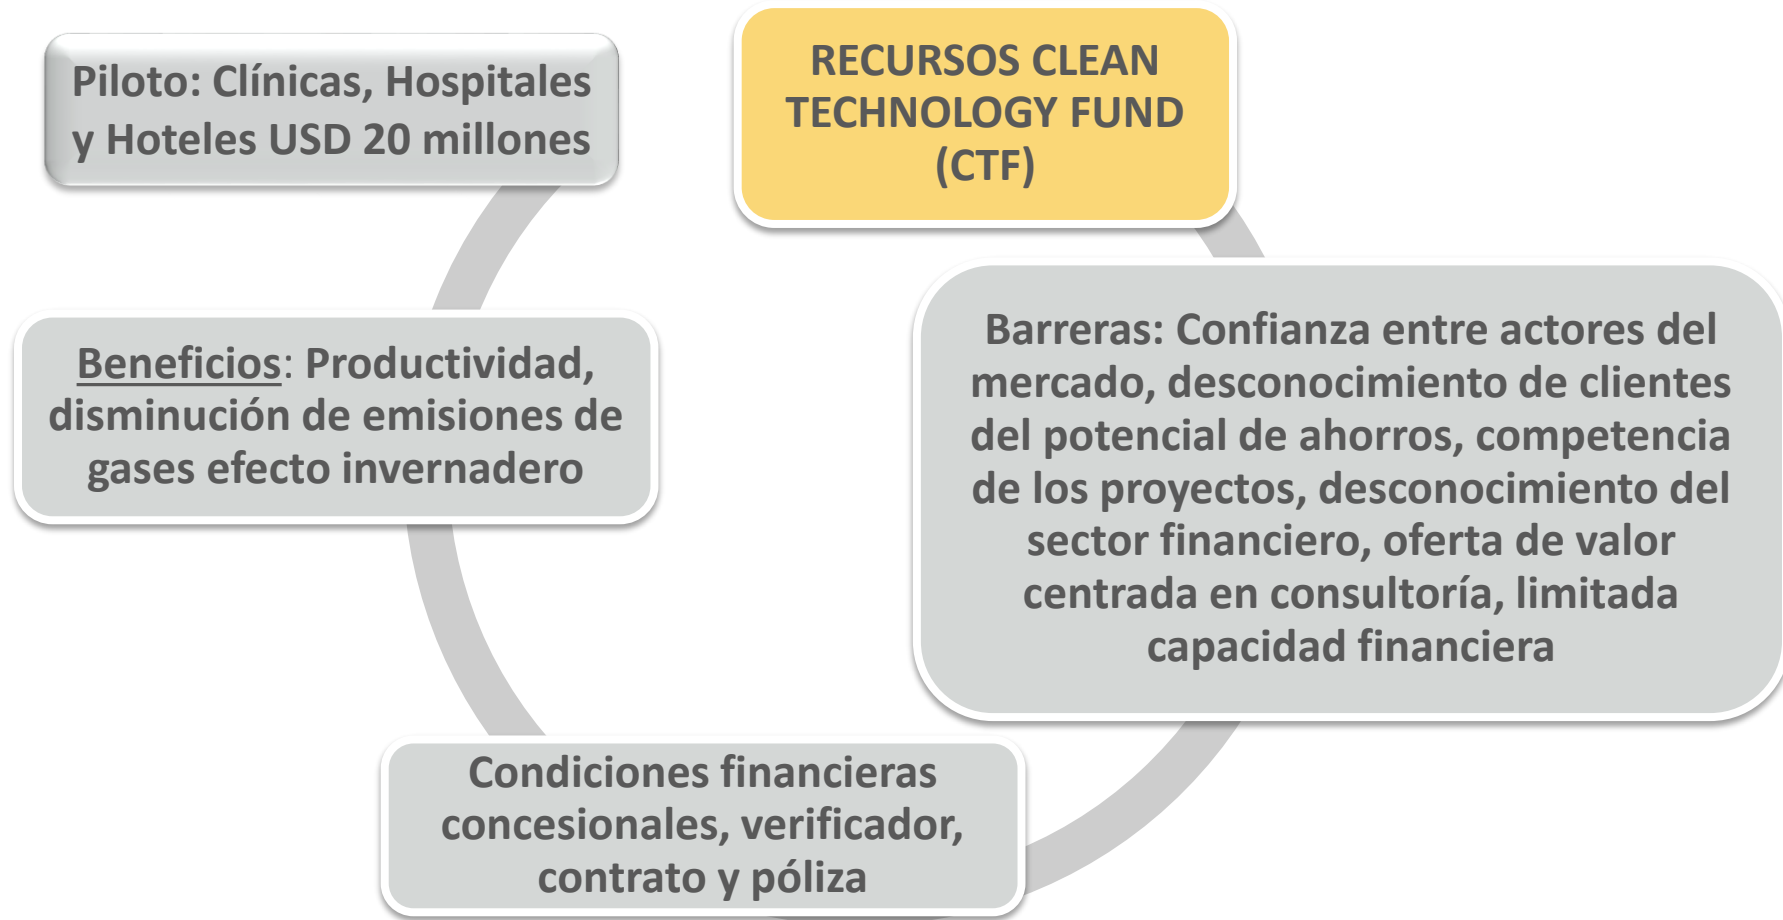 Piloto: Clínicas, Hospitales
y Hoteles USD 20 millones
RECURSOS CLEAN
TECHNOLOGY FUND
(CTF)
Barreras: Confianza entre actores del
mercado, desconocimiento de clientes
del potencial de ahorros, competencia
de los proyectos, desconocimiento del
sector financiero, oferta de valor
centrada en consultoría, limitada
capacidad financiera
Beneficios: Productividad,
disminución de emisiones de
gases efecto invernadero
Condiciones financieras
concesionales, verificador,
contrato y póliza